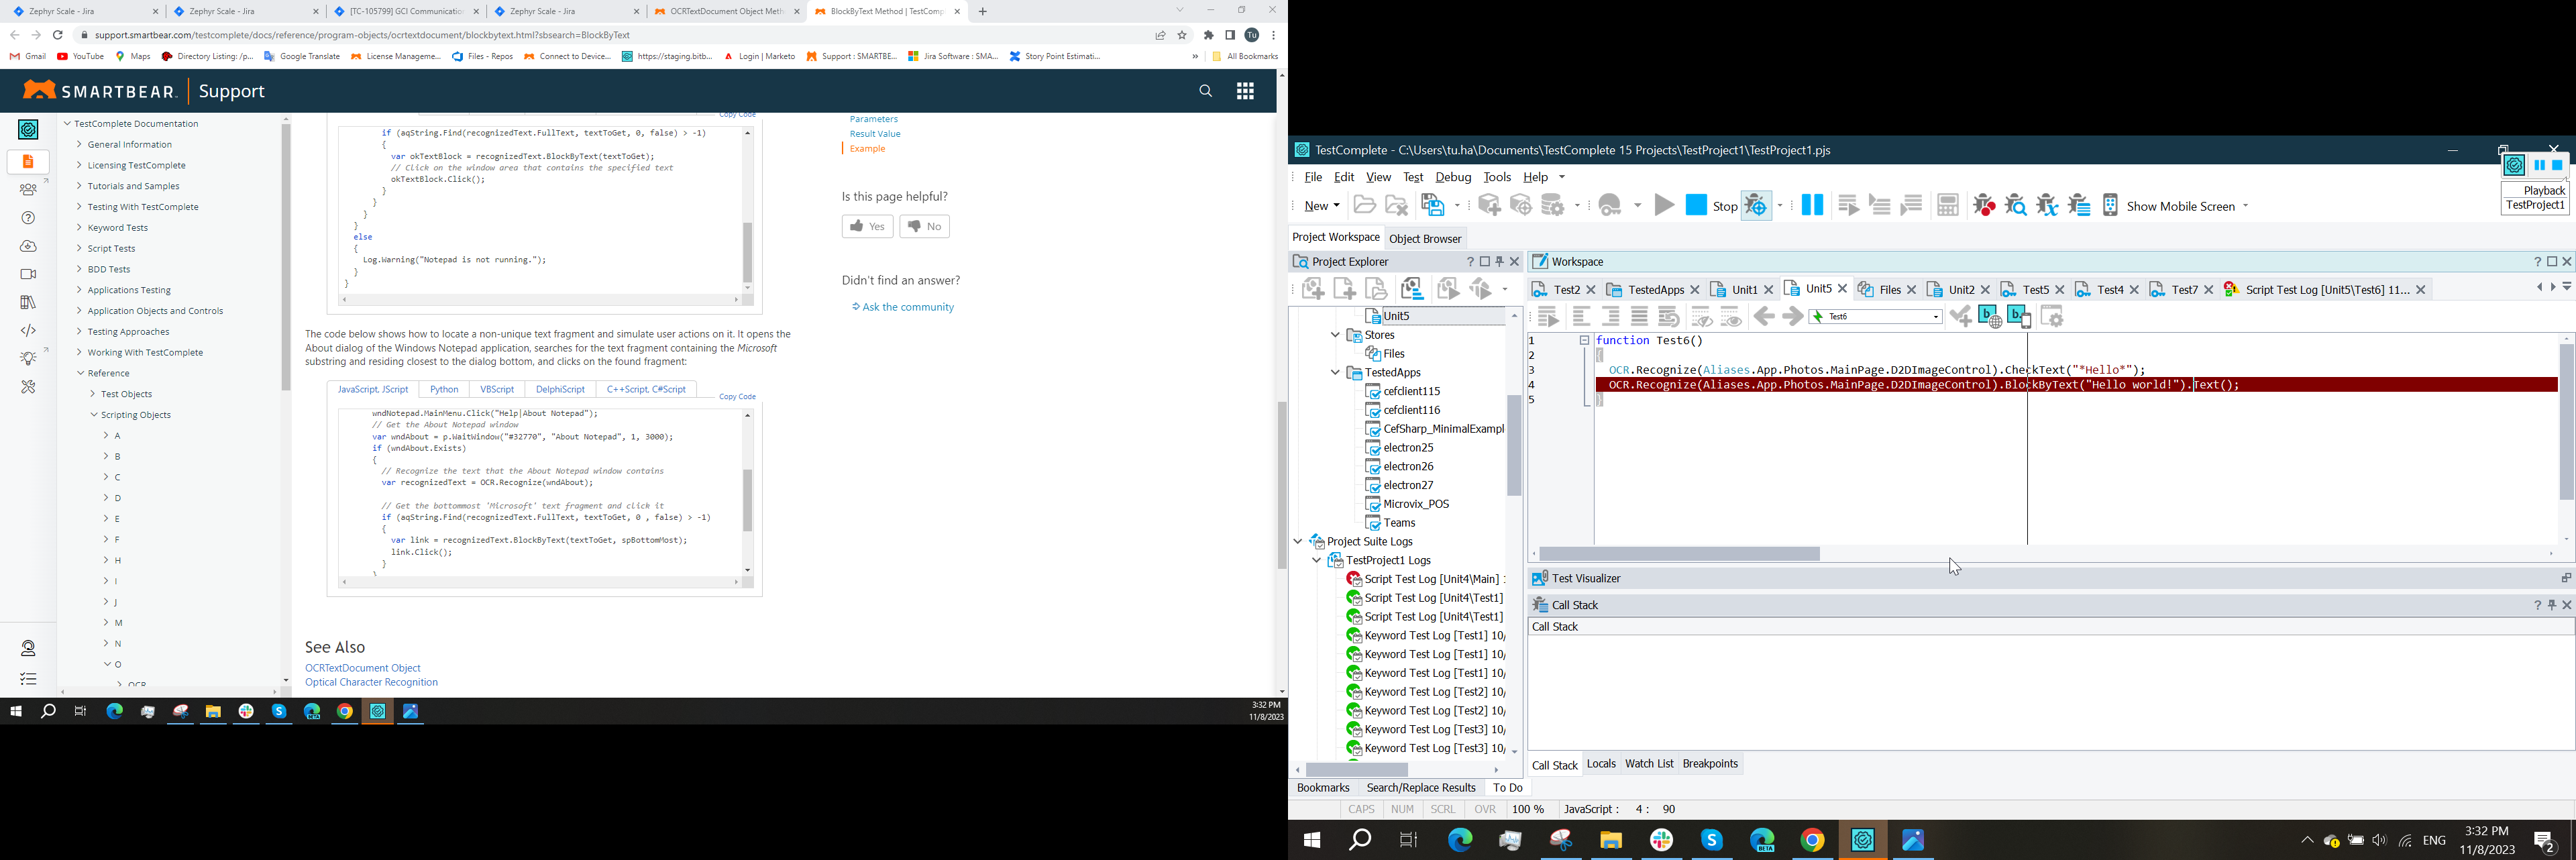 Zephyr Scale - Jira
Zephyr Scale - Jira
[TC-105799] GCI Communicatio
Zephyr Scale - Jira
OCRTextDocument Object Meth
BlockByText Method | TestComp
support.smartbear.com/testcomplete/docs/reference/program-objects/ocrtextdocument/blockbytext.html?sbsearch=BlockByText
Tu
Gmail
YouTube
Maps
Directory Listing: /p...
Google Translate
License Manageme...
Files - Repos
Connect to Device...
https://staging.bitb...
Login | Marketo
Support : SMARTBE...
Jira Software : SMA...
Story Point Estimati...
»
All Bookmarks
SMARTBEAR
Support
TestComplete Documentation
General Information
Licensing TestComplete
Tutorials and Samples
Testing With TestComplete
Keyword Tests
Script Tests
BDD Tests
Applications Testing
Application Objects and Controls
Testing Approaches
Working With TestComplete
Reference
Test Objects
Scripting Objects
A
B
C
D
E
F
H
I
J
M
N
O
OCR
Copy Code
if (aqString.Find(recognizedText.FullText, textToGet, 0, false) > -1)
{
var okTextBlock = recognizedText.BlockByText(textToGet);
// Click on the window area that contains the specified text
okTextBlock.Click();
}
}
}
}
else
{
Log.Warning("Notepad is not running.");
}
}
The code below shows how to locate a non-unique text fragment and simulate user actions on it. It opens the
About dialog of the Windows Notepad application, searches for the text fragment containing the Microsoft
substring and residing closest to the dialog bottom, and clicks on the found fragment:
JavaScript, JScript
Python
VBScript
DelphiScript
C++Script, C#Script
Copy Code
wndNotepad.MainMenu.Click("Help|About Notepad");
// Get the About Notepad window
var wndAbout = p.WaitWindow("#32770", "About Notepad", 1, 3000);
if (wndAbout.Exists)
{
// Recognize the text that the About Notepad window contains
var recognizedText = OCR.Recognize(wndAbout);
// Get the bottommost 'Microsoft' text fragment and click it
if (aqString.Find(recognizedText.FullText, textToGet, 0 , false) > -1)
{
var link = recognizedText.BlockByText(textToGet, spBottomMost);
link.Click();
}
}
See Also
OCRTextDocument Object
Optical Character Recognition
Parameters
Result Value
Example
Is this page helpful?
Yes
No
Didn't find an answer?
Ask the community
3:32 PM
11/8/2023
TestComplete - C:\Users\tu.ha\Documents\TestComplete 15 Projects\TestProject1\TestProject1.pjs
File Edit View Test Debug Tools Help
New
Stop
Show Mobile Screen
Playback
TestProject1
Project Workspace
Object Browser
Project Explorer
?
Unit5
Stores
Files
TestedApps
cefclient115
cefclient116
CefSharp_MinimalExampl
electron25
electron26
electron27
Microvix_POS
Teams
Project Suite Logs
TestProject1 Logs
Script Test Log [Unit4\Main] 1
Script Test Log [Unit4\Test1]
Script Test Log [Unit4\Test1]
Keyword Test Log [Test1] 10/
Keyword Test Log [Test1] 10/
Keyword Test Log [Test1] 10/
Keyword Test Log [Test2] 10/
Keyword Test Log [Test2] 10/
Keyword Test Log [Test3] 10/
Keyword Test Log [Test3] 10/
Workspace
?
Test2
TestedApps
Unit1
Unit5
Files
Unit2
Test5
Test4
Test7
Script Test Log [Unit5\Test6] 11...
Test6
1 function Test6()
2 {
3 OCR.Recognize(Aliases.App.Photos.MainPage.D2DImageControl).CheckText("*Hello*");
4 OCR.Recognize(Aliases.App.Photos.MainPage.D2DImageControl).BlockByText("Hello world!").Text();
5 }
Test Visualizer
Call Stack
?
Call Stack
Call Stack
Locals
Watch List
Breakpoints
Bookmarks
Search/Replace Results
To Do
CAPS NUM SCRL OVR 100 % JavaScript : 4 : 90
BETA
ENG
3:32 PM
11/8/2023
2